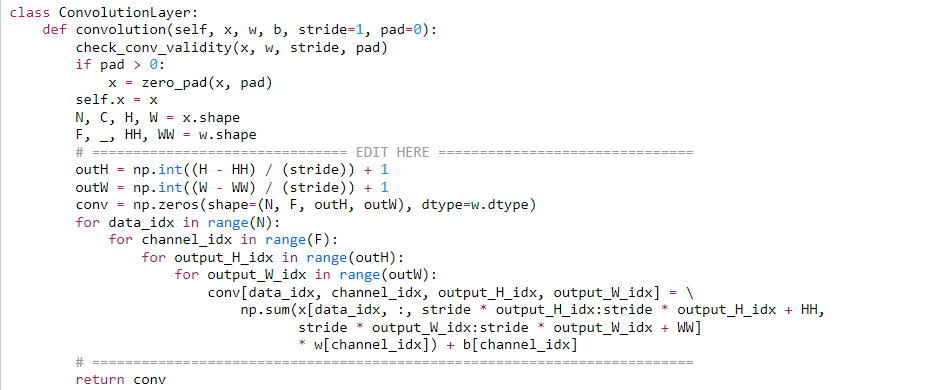 class ConvolutionLayer:
    def convolution(self, x, w, b, stride=1, pad=0):
        check_conv_validity(x, w, stride, pad)
        if pad > 0:
            x = zero_pad(x, pad)
        self.x = x
        N, C, H, W = x.shape
        F, _, HH, WW = w.shape
        # =============================== EDIT HERE ===============================
        outH = np.int((H - HH) / (stride)) + 1
        outW = np.int((W - WW) / (stride)) + 1
        conv = np.zeros(shape=(N, F, outH, outW), dtype=w.dtype)
        for data_idx in range(N):
            for channel_idx in range(F):
                for output_H_idx in range(outH):
                    for output_W_idx in range(outW):
                        conv[data_idx, channel_idx, output_H_idx, output_W_idx] = \
                            np.sum(x[data_idx, :, stride * output_H_idx:stride * output_H_idx + HH,
                                   stride * output_W_idx:stride * output_W_idx + WW]
                                   * w[channel_idx]) + b[channel_idx]
        # =========================================================================
        return conv